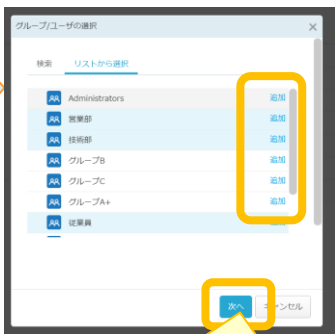 グループ/ユーザの選択 ×
検索 リストから選択
Administrators 追加
営業部 追加
技術部 追加
グループB 追加
グループC 追加
グループA+ 追加
従業員 追加
次へ キャンセル